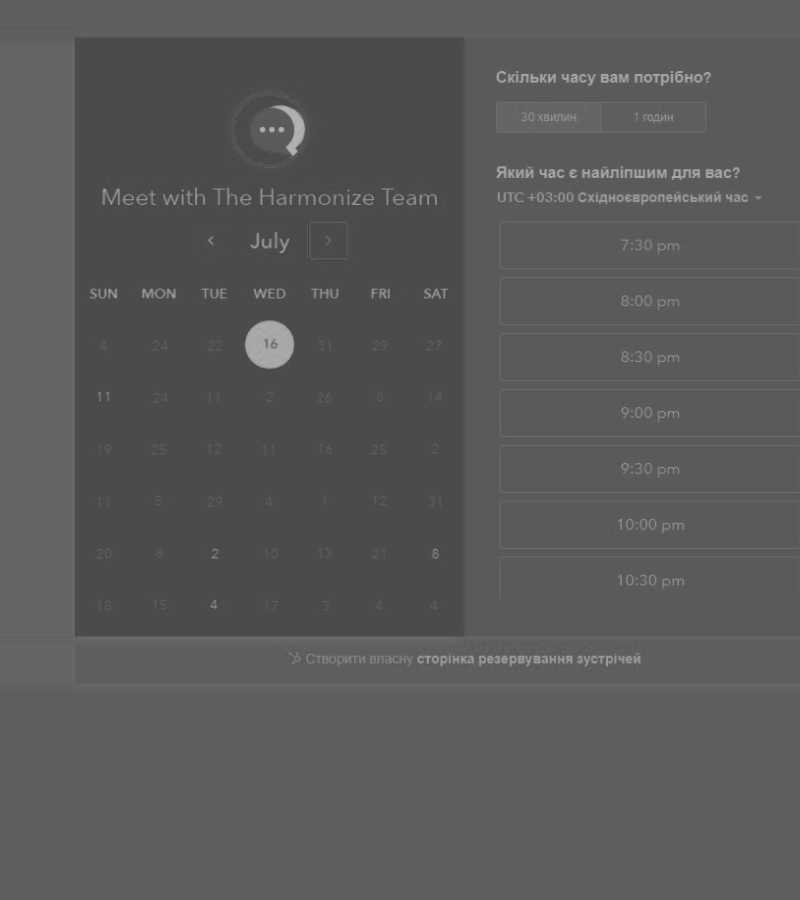 Meet with The Harmonize Team
July
SUN MON TUE WED THU FRI SAT
4 24 22 16 31 29 27
11 24 11 2 26 8 14
19 25 12 11 16 25 2
11 5 29 4 1 12 31
20 8 2 10 13 21 8
18 15 4 17 3 4 4
Скільки часу вам потрібно?
30 хвилин 1 годин
Який час є найліпшим для вас?
UTC +03:00 Східноєвропейський час
7:30 pm
8:00 pm
8:30 pm
9:00 pm
9:30 pm
10:00 pm
10:30 pm
Створити власну сторінка резервування зустрічей